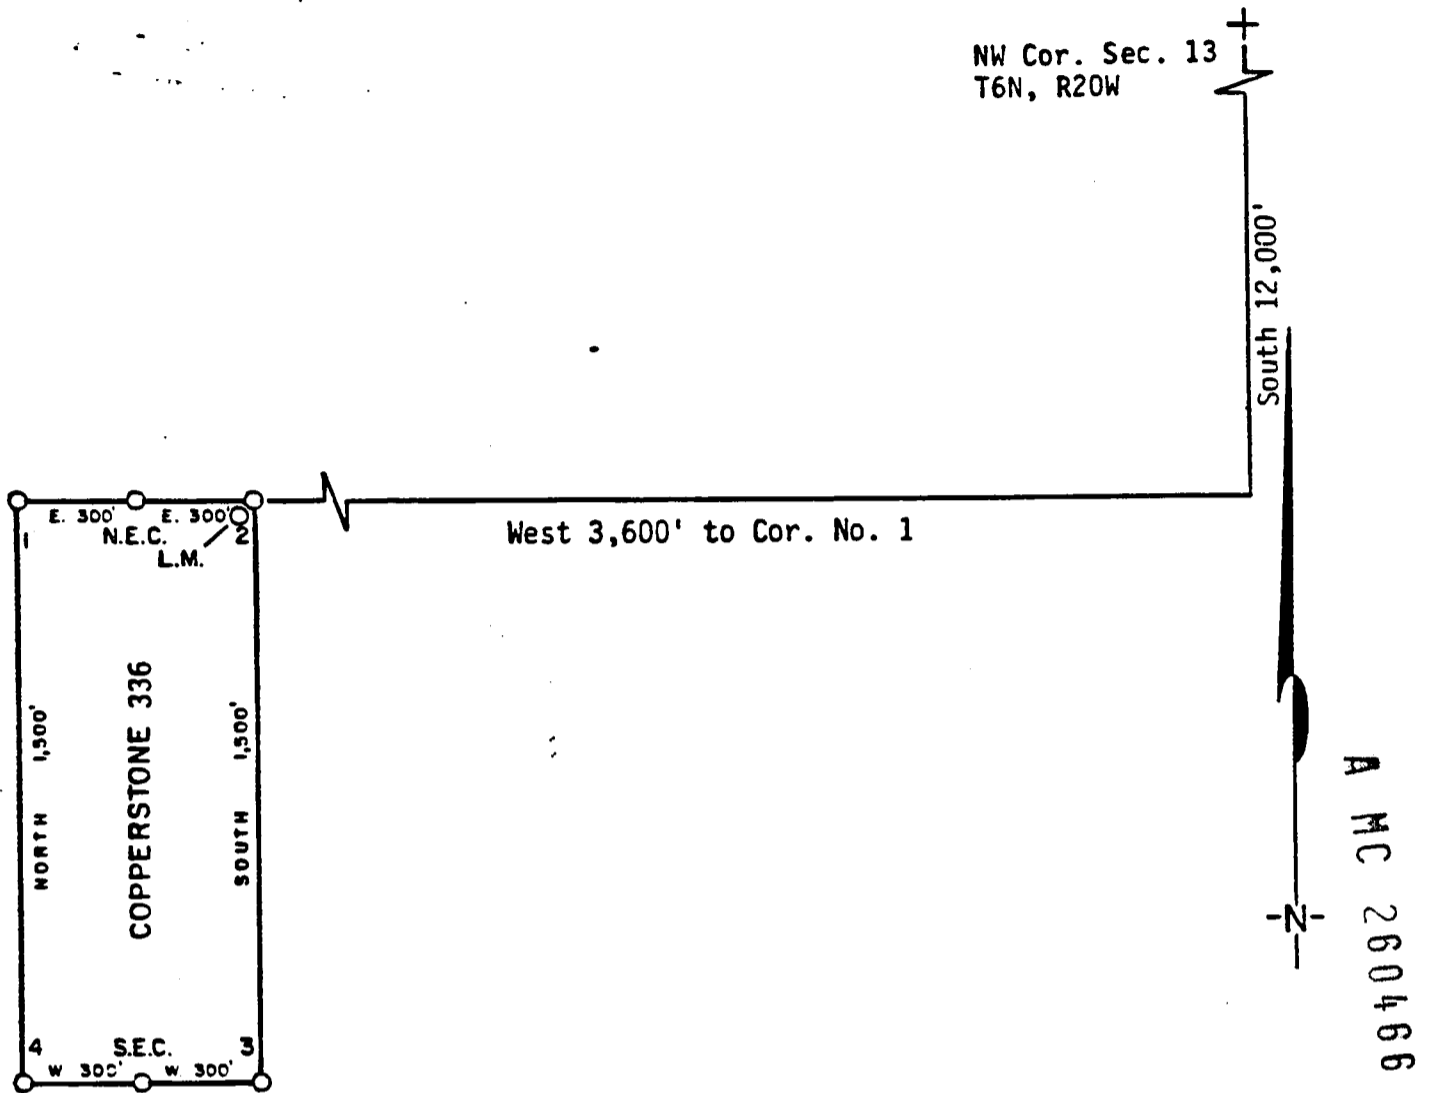 NW Cor. Sec. 13
T6N, R20W
South 12,000'
E. 300' E. 300'
1 N.E.C. 2
L.M.
West 3,600' to Cor. No. 1
NORTH 1,500'
COPPERSTONE 336
SOUTH 1,500'
N
A MC 260466
4 S.E.C. 3
W 300' W. 300'